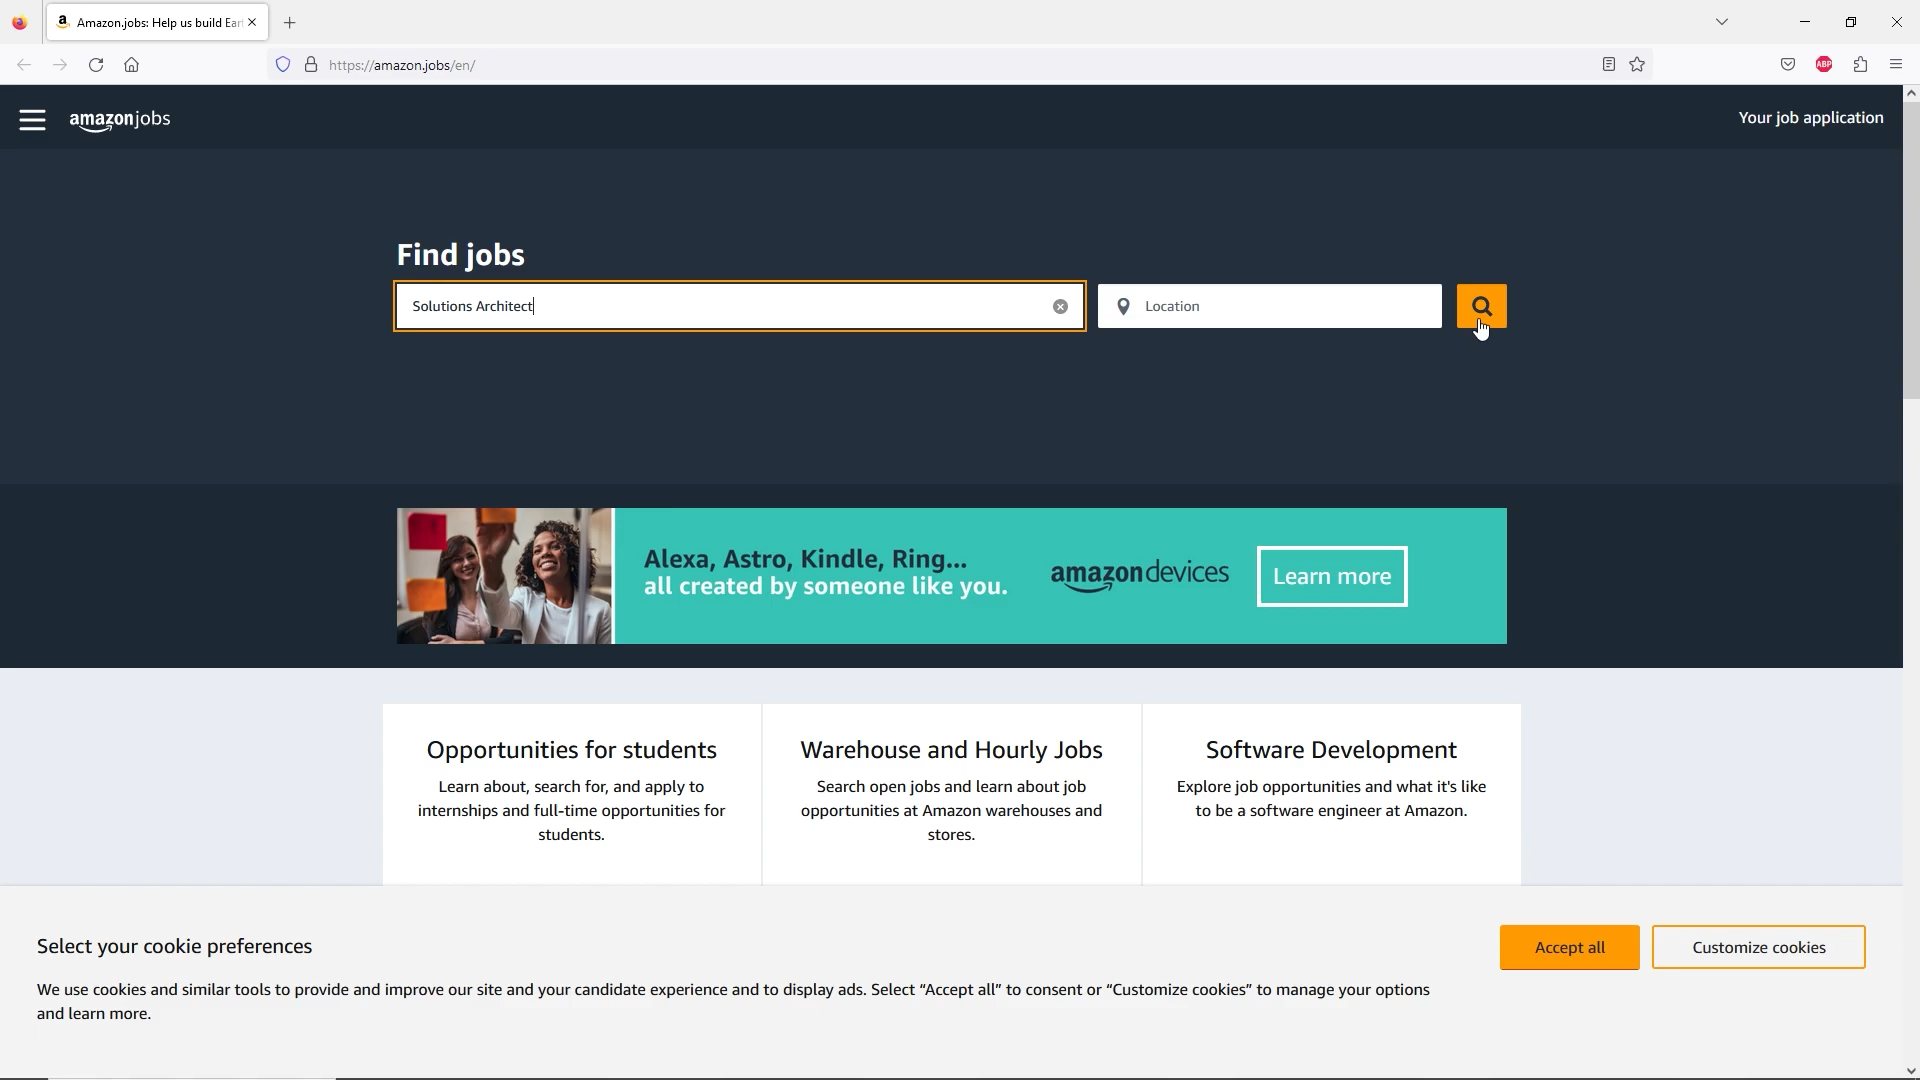 Amazon.jobs: Help us build Ear
https://amazon.jobs/en/
ABP
amazon jobs
Your job application
Find jobs
Solutions Architect
Location
Alexa, Astro, Kindle, Ring...
all created by someone like you.
amazon devices
Learn more
Opportunities for students
Learn about, search for, and apply to
internships and full-time opportunities for
students.
Warehouse and Hourly Jobs
Search open jobs and learn about job
opportunities at Amazon warehouses and
stores.
Software Development
Explore job opportunities and what it's like
to be a software engineer at Amazon.
Select your cookie preferences
We use cookies and similar tools to provide and improve our site and your candidate experience and to display ads. Select “Accept all” to consent or “Customize cookies” to manage your options
and learn more.
Accept all
Customize cookies